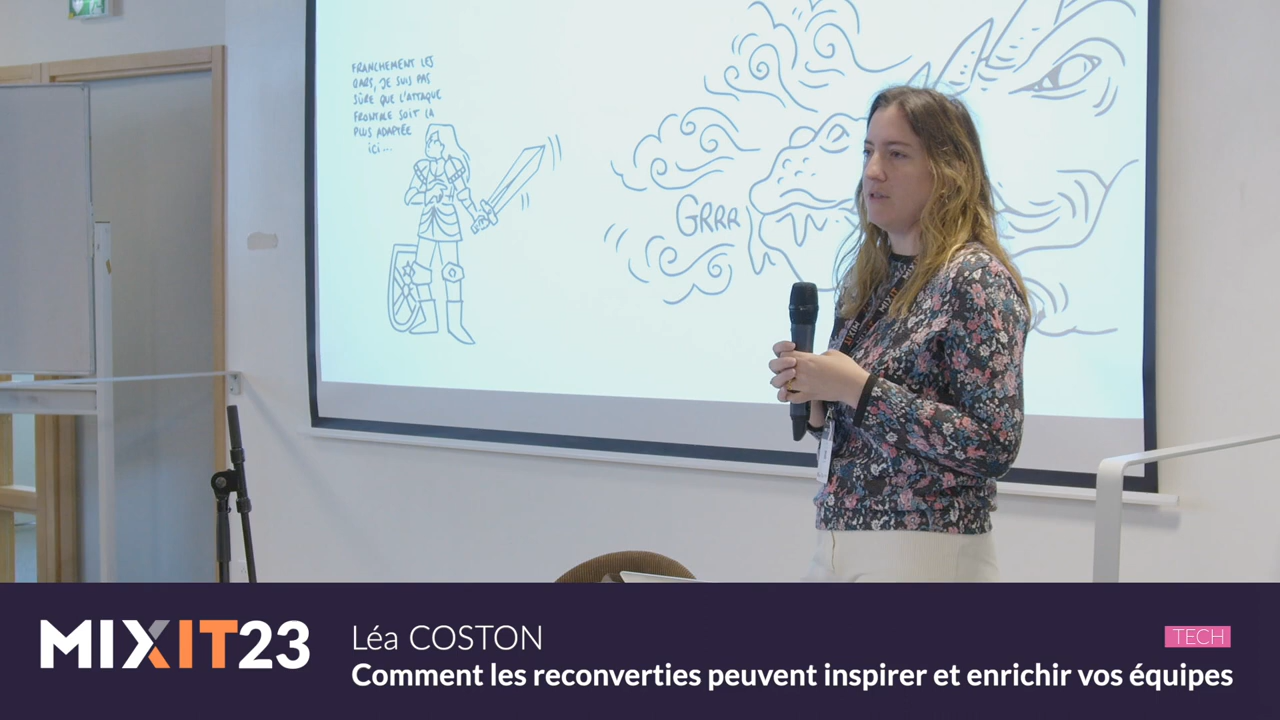 FRANCHEMENT LES
GARS, JE SUIS PAS
SÛRE QUE L'ATTAQUE
FRONTALE SOIT LA
PLUS ADAPTÉE
ici...
GRRR
MIXIT
MIXIT23
Léa COSTON
TECH
Comment les reconverties peuvent inspirer et enrichir vos équipes